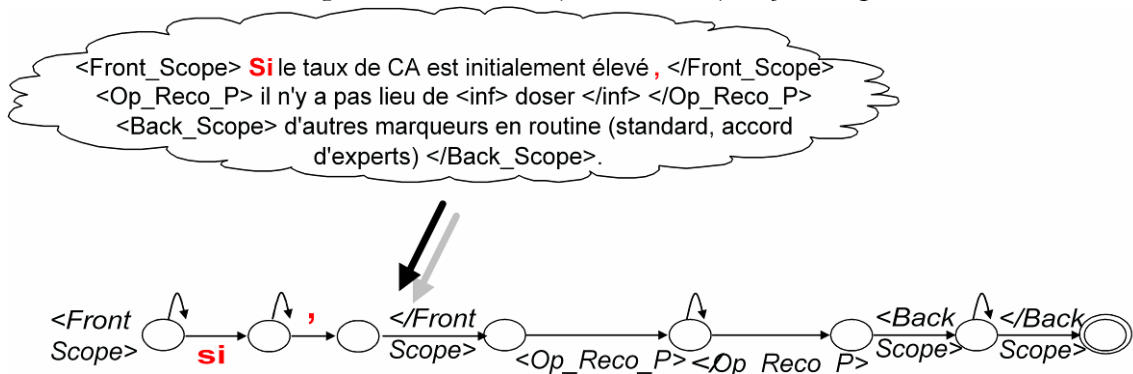 <Front_Scope> Si le taux de CA est initialement élevé , </Front_Scope>
<Op_Reco_P> il n'y a pas lieu de <inf> doser </inf> </Op_Reco_P>
<Back_Scope> d'autres marqueurs en routine (standard, accord
d'experts) </Back_Scope>.
<Front
Scope>
si
,
</Front
Scope>
<Op_Reco_P>
</Op_Reco_P>
<Back
Scope>
</Back
Scope>